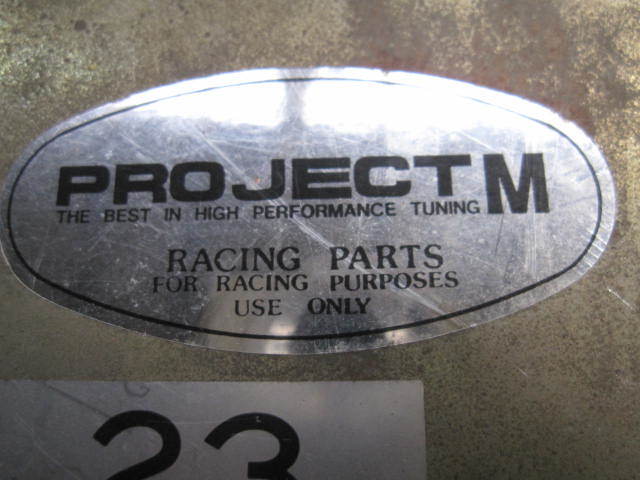 PROJECT M
THE BEST IN HIGH PERFORMANCE TUNING
RACING PARTS
FOR RACING PURPOSES
USE ONLY
23